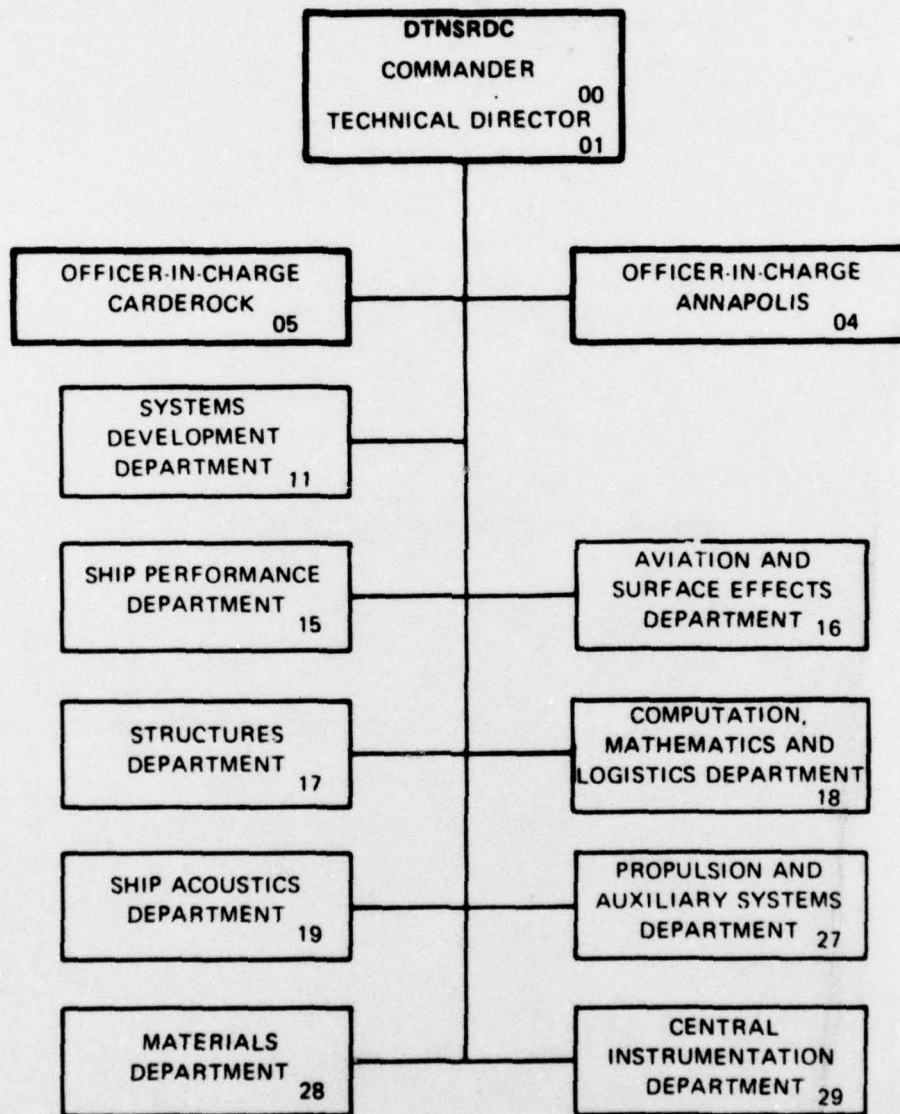 DTNSRDC
COMMANDER
00
TECHNICAL DIRECTOR
01
OFFICER-IN-CHARGE
CARDEROCK
05
OFFICER-IN-CHARGE
ANNAPOLIS
04
SYSTEMS
DEVELOPMENT
DEPARTMENT
11
SHIP PERFORMANCE
DEPARTMENT
15
AVIATION AND
SURFACE EFFECTS
DEPARTMENT
16
STRUCTURES
DEPARTMENT
17
COMPUTATION,
MATHEMATICS AND
LOGISTICS DEPARTMENT
18
SHIP ACOUSTICS
DEPARTMENT
19
PROPULSION AND
AUXILIARY SYSTEMS
DEPARTMENT
27
MATERIALS
DEPARTMENT
28
CENTRAL
INSTRUMENTATION
DEPARTMENT
29